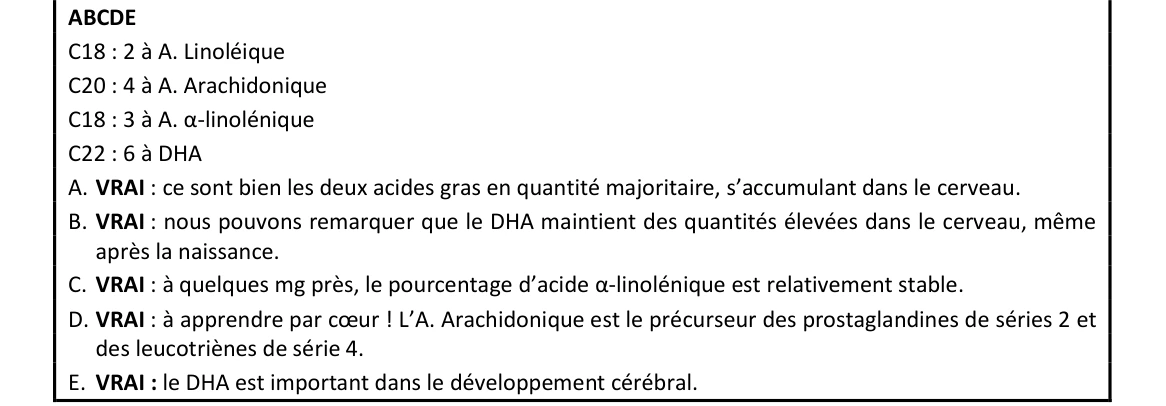 ABCDE
C18 : 2 à A. Linoléique
C20 : 4 à A. Arachidonique
C18 : 3 à A. α-linolénique
C22 : 6 à DHA
A. VRAI : ce sont bien les deux acides gras en quantité majoritaire, s’accumulant dans le cerveau.
B. VRAI : nous pouvons remarquer que le DHA maintient des quantités élevées dans le cerveau, même
après la naissance.
C. VRAI : à quelques mg près, le pourcentage d’acide α-linolénique est relativement stable.
D. VRAI : à apprendre par cœur ! L’A. Arachidonique est le précurseur des prostaglandines de séries 2 et
des leucotriènes de série 4.
E. VRAI : le DHA est important dans le développement cérébral.